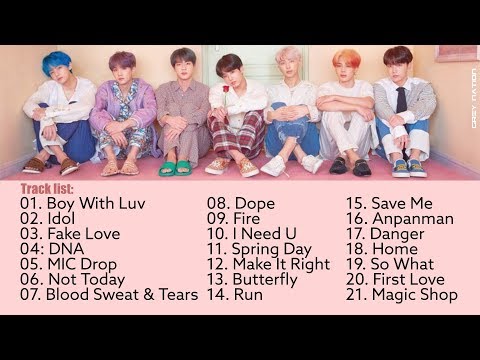 GREY NATION
Track list:
01. Boy With Luv
02. Idol
03. Fake Love
04: DNA
05. MIC Drop
06. Not Today
07. Blood Sweat & Tears
08. Dope
09. Fire
10. I Need U
11. Spring Day
12. Make It Right
13. Butterfly
14. Run
15. Save Me
16. Anpanman
17. Danger
18. Home
19. So What
20. First Love
21. Magic Shop